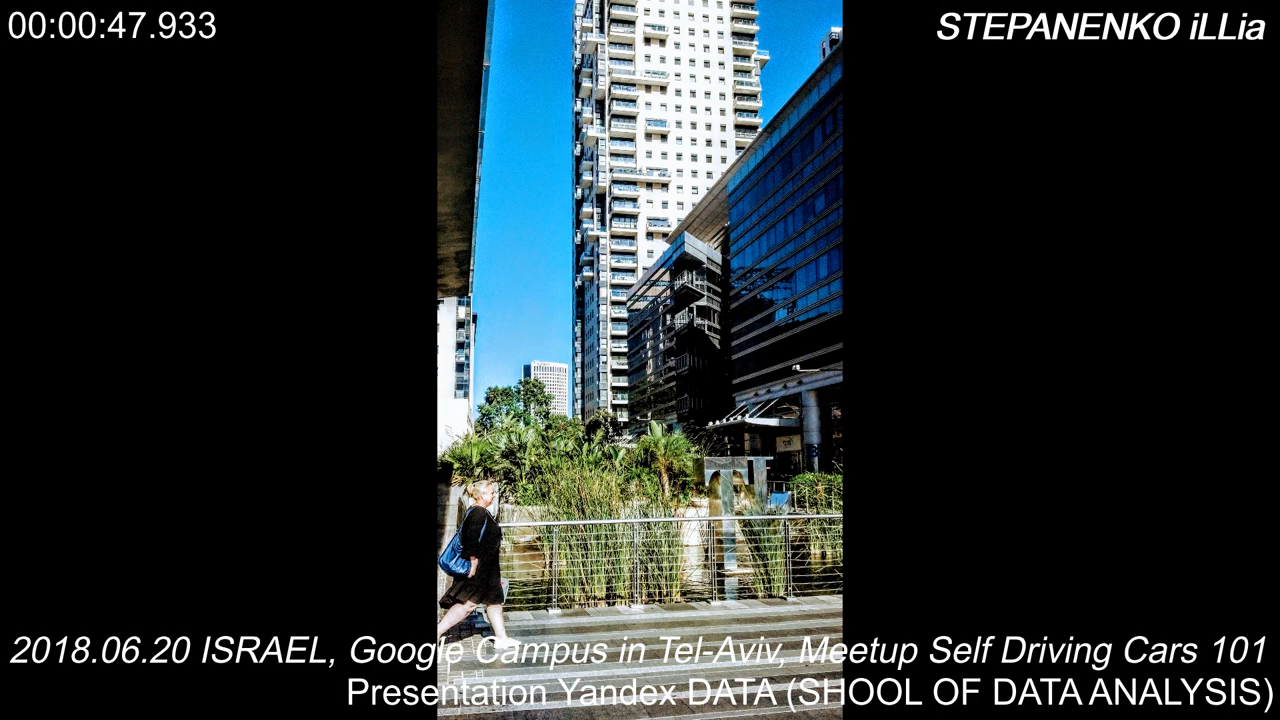 00:00:47.933
STEPANENKO iLLia
2018.06.20 ISRAEL, Google Campus in Tel-Aviv, Meetup Self Driving Cars 101
Presentation Yandex DATA (SHOOL OF DATA ANALYSIS)